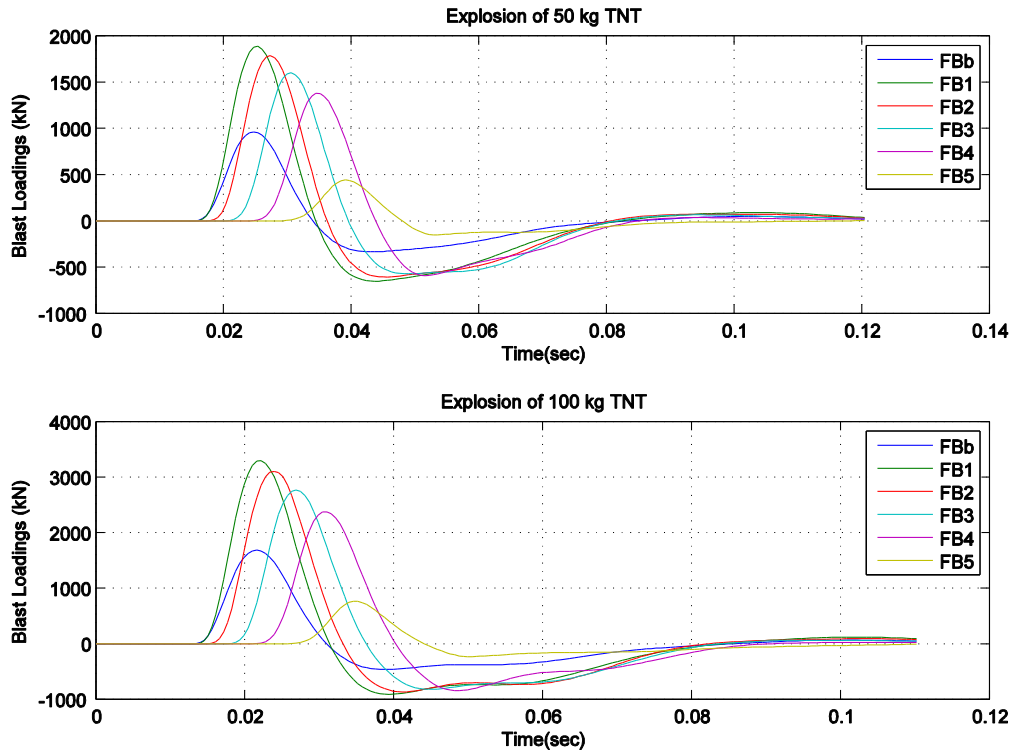 Explosion of 50 kg TNT
Blast Loadings (kN)
2000
1500
1000
500
0
-500
-1000
0 0.02 0.04 0.06 0.08 0.1 0.12 0.14
Time(sec)
FBb
FB1
FB2
FB3
FB4
FB5
Explosion of 100 kg TNT
Blast Loadings (kN)
4000
3000
2000
1000
0
-1000
0 0.02 0.04 0.06 0.08 0.1 0.12
Time(sec)
FBb
FB1
FB2
FB3
FB4
FB5